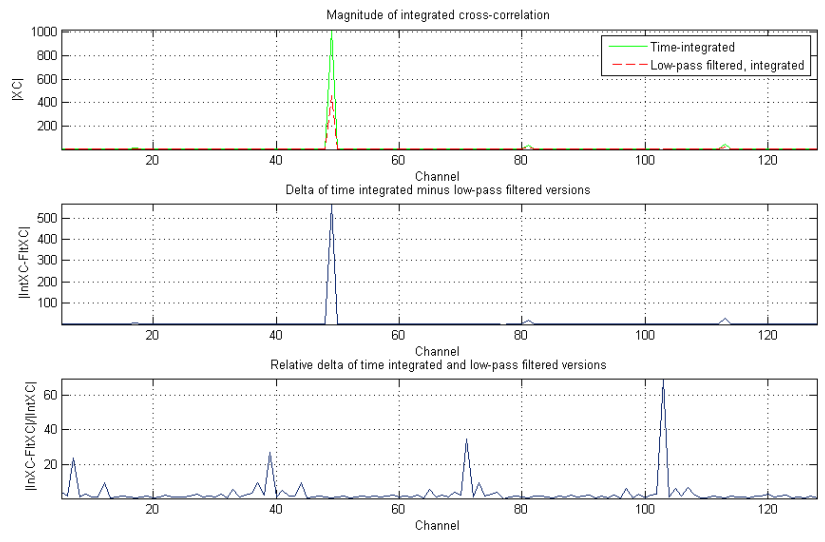 Magnitude of integrated cross-correlation
1000
800
600
400
200
|XC|
Time-integrated
Low-pass filtered, integrated
20 40 60 80 100 120
Channel
Delta of time integrated minus low-pass filtered versions
500
400
300
200
100
|IntXC-FltXC|
20 40 60 80 100 120
Channel
Relative delta of time integrated and low-pass filtered versions
60
40
20
|InXC-FltXC|/|IntXC|
20 40 60 80 100 120
Channel